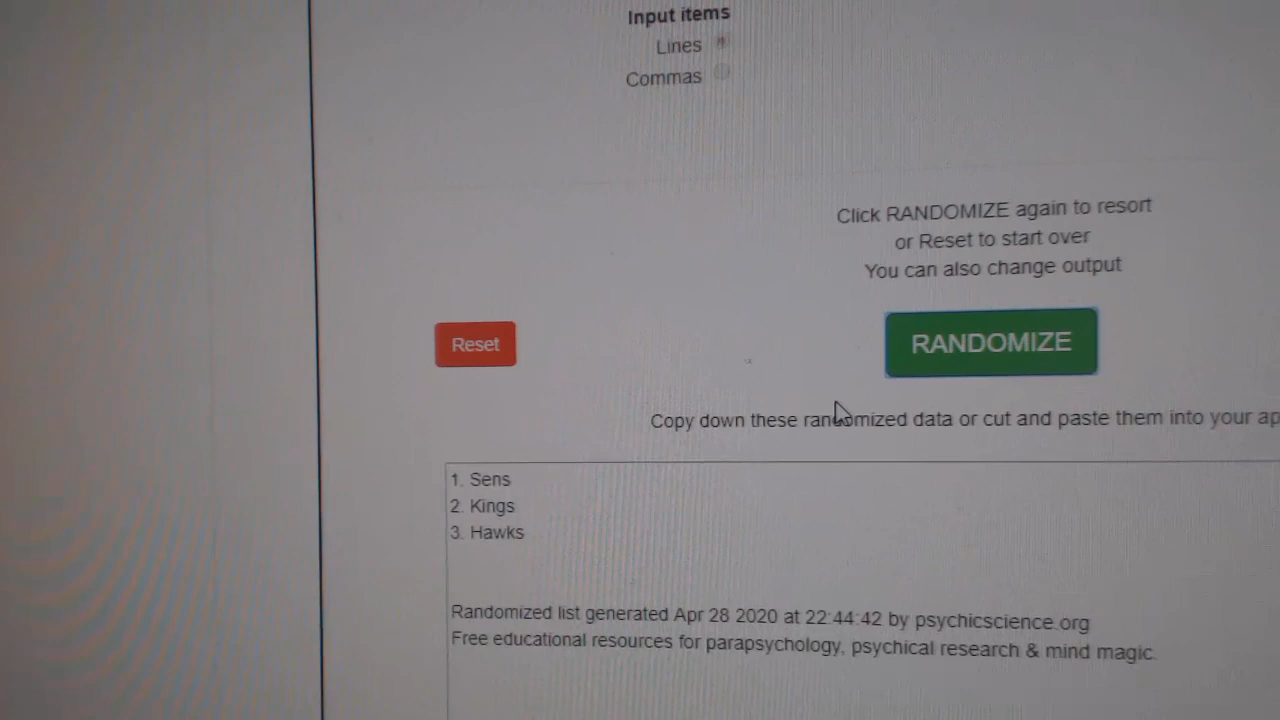 Input items
Lines
Commas
Click RANDOMIZE again to resort
or Reset to start over
You can also change output
Reset
RANDOMIZE
Copy down these randomized data or cut and paste them into your ap
1. Sens
2. Kings
3. Hawks
Randomized list generated Apr 28 2020 at 22:44:42 by psychicscience.org
Free educational resources for parapsychology, psychical research & mind magic.